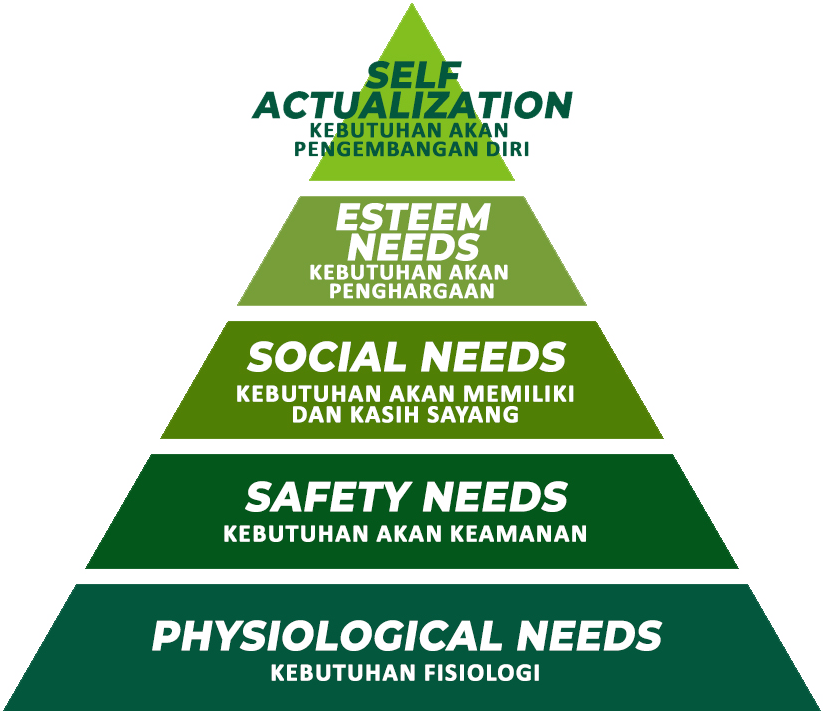 SELF
ACTUALIZATION
KEBUTUHAN AKAN
PENGEMBANGAN DIRI
ESTEEM
NEEDS
KEBUTUHAN AKAN
PENGHARGAAN
SOCIAL NEEDS
KEBUTUHAN AKAN MEMILIKI
DAN KASIH SAYANG
SAFETY NEEDS
KEBUTUHAN AKAN KEAMANAN
PHYSIOLOGICAL NEEDS
KEBUTUHAN FISIOLOGI